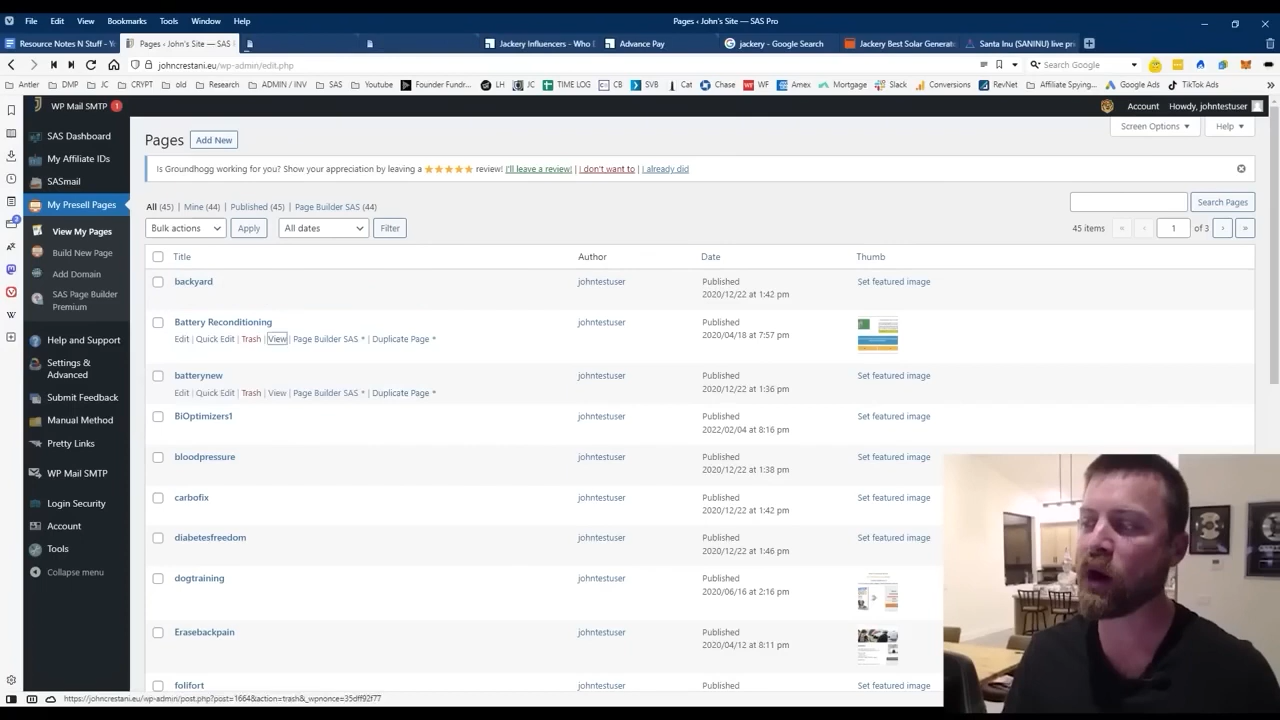 File Edit View Bookmarks Tools Window Help
Pages ‹ John's Site — SAS Pro
Resource Notes N Stuff - Y
Pages ‹ John's Site — SAS P
Jackery Influencers - Who D
Advance Pay
jackery - Google Search
Jackery Best Solar Generato
Santa Inu (SANINU) live pri
johncrestani.eu/wp-admin/edit.php
Search Google
Antler DMP JC CRYPT old Research ADMIN / INV SAS Youtube Founder Fundr... LH JC TIME LOG CB SVB Cat Chase WF Amex Mortgage Slack Conversions RevNet Affiliate Spying... Google Ads TikTok Ads
WP Mail SMTP 1
Account Howdy, johntestuser
SAS Dashboard
My Affiliate IDs
SASmail
My Presell Pages
View My Pages
Build New Page
Add Domain
SAS Page Builder
Premium
Help and Support
Settings &
Advanced
Submit Feedback
Manual Method
Pretty Links
WP Mail SMTP
Login Security
Account
Tools
Collapse menu
Pages Add New
Screen Options Help
Is Groundhogg working for you? Show your appreciation by leaving a ★★★★★ review! I'll leave a review! | I don't want to | I already did
All (45) | Mine (44) | Published (45) | Page Builder SAS (44)
Search Pages
Bulk actions Apply All dates Filter
45 items « ‹ 1 of 3 › »
Title Author Date Thumb
backyard johntestuser Published Set featured image
2020/12/22 at 1:42 pm
Battery Reconditioning johntestuser Published
2020/04/18 at 7:57 pm
Edit | Quick Edit | Trash | View | Page Builder SAS * | Duplicate Page *
batterynew johntestuser Published Set featured image
2020/12/22 at 1:36 pm
Edit | Quick Edit | Trash | View | Page Builder SAS * | Duplicate Page *
BiOptimizers1 johntestuser Published Set featured image
2022/02/04 at 8:16 pm
bloodpressure johntestuser Published Set featured image
2020/12/22 at 1:38 pm
carbofix johntestuser Published Set featured image
2020/12/22 at 1:42 pm
diabetesfreedom johntestuser Published Set featured image
2020/12/22 at 1:46 pm
dogtraining johntestuser Published
2020/06/16 at 2:16 pm
Erasebackpain johntestuser Published
2020/04/12 at 8:11 pm
folifort johntestuser Published Set featured image
https://johncrestani.eu/wp-admin/post.php?post=1664&action=trash&_wpnonce=35dff92f77